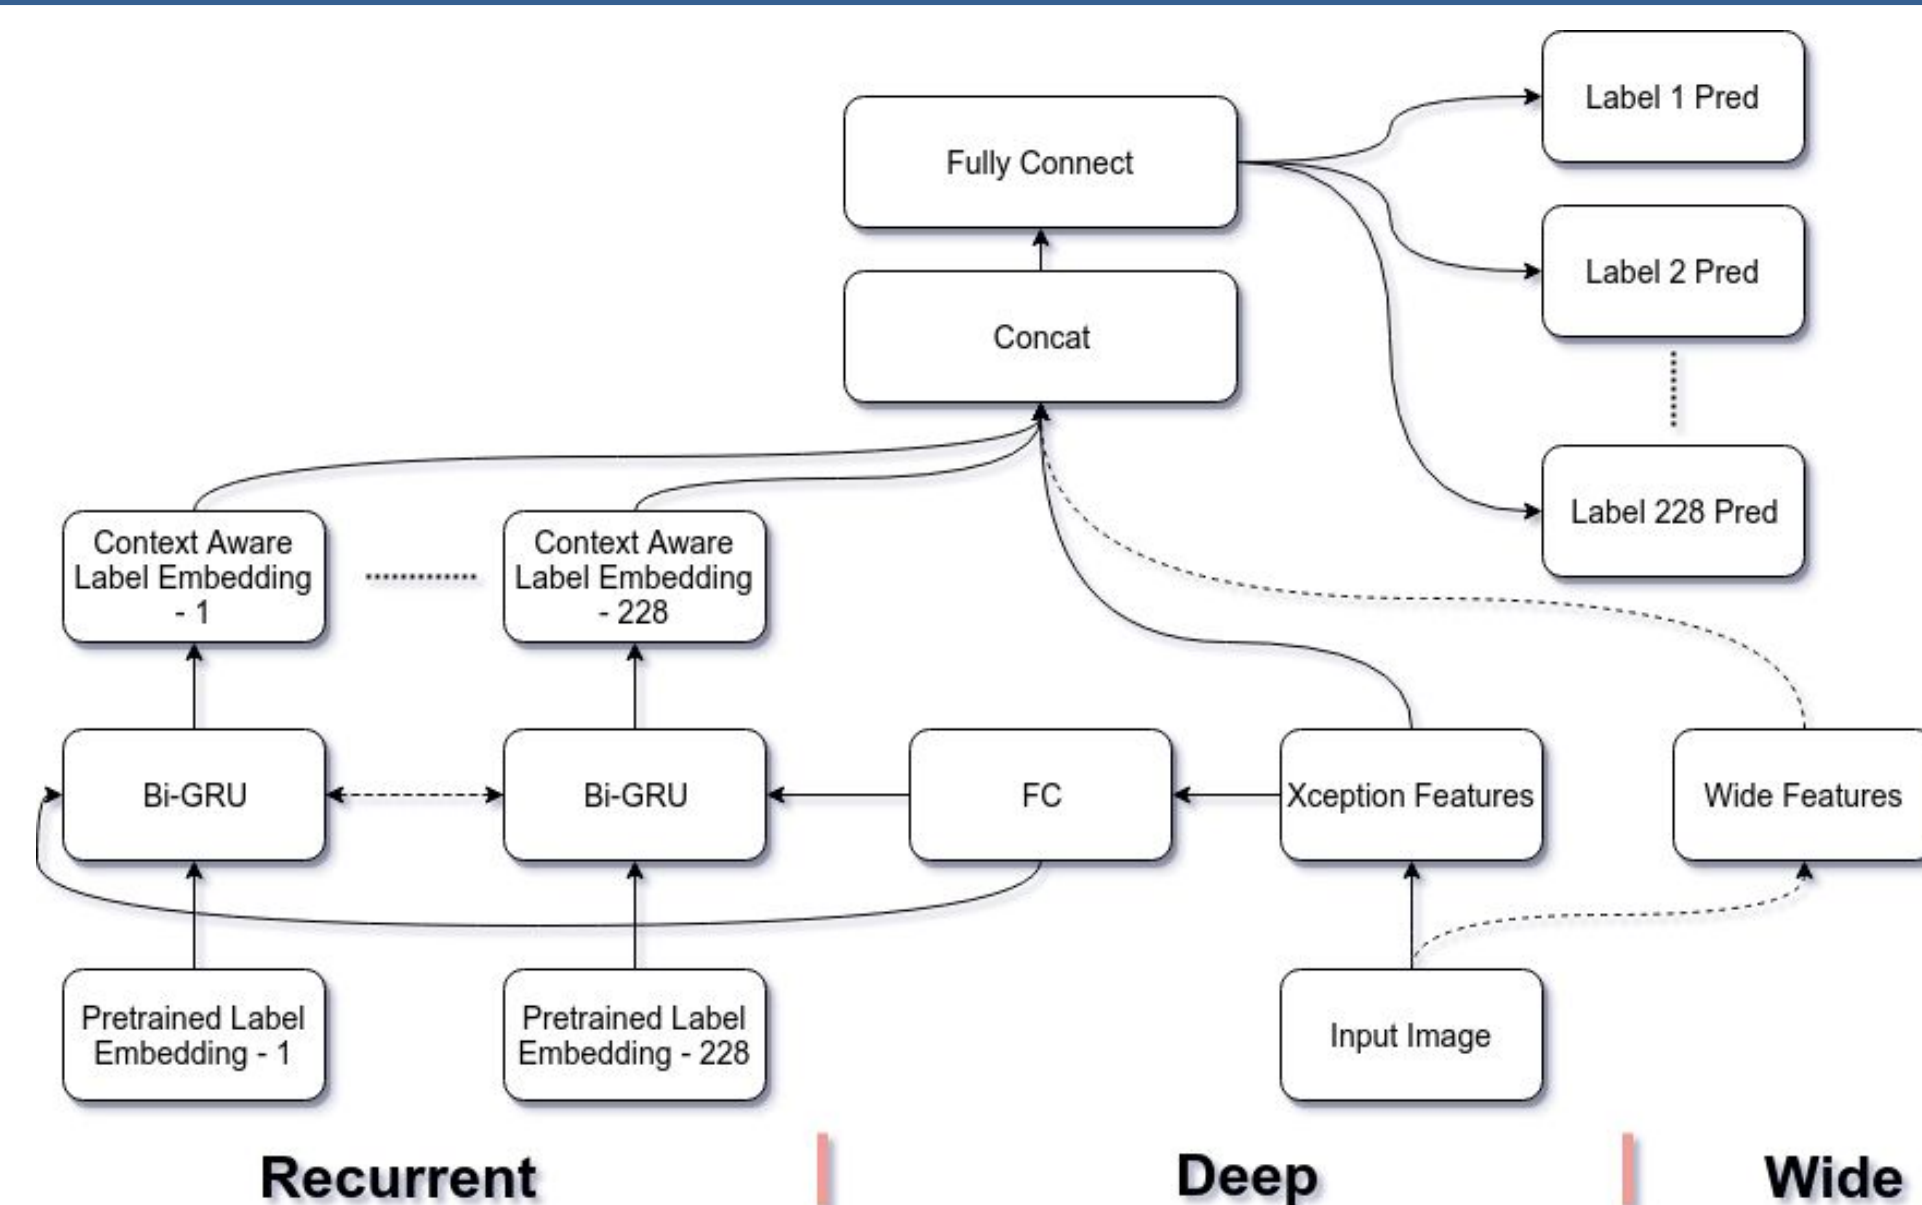 Label 1 Pred
Fully Connect
Label 2 Pred
Concat
Label 228 Pred
Context Aware
Label Embedding
- 1
Context Aware
Label Embedding
- 228
Bi-GRU
Bi-GRU
FC
Xception Features
Wide Features
Pretrained Label
Embedding - 1
Pretrained Label
Embedding - 228
Input Image
Recurrent
Deep
Wide